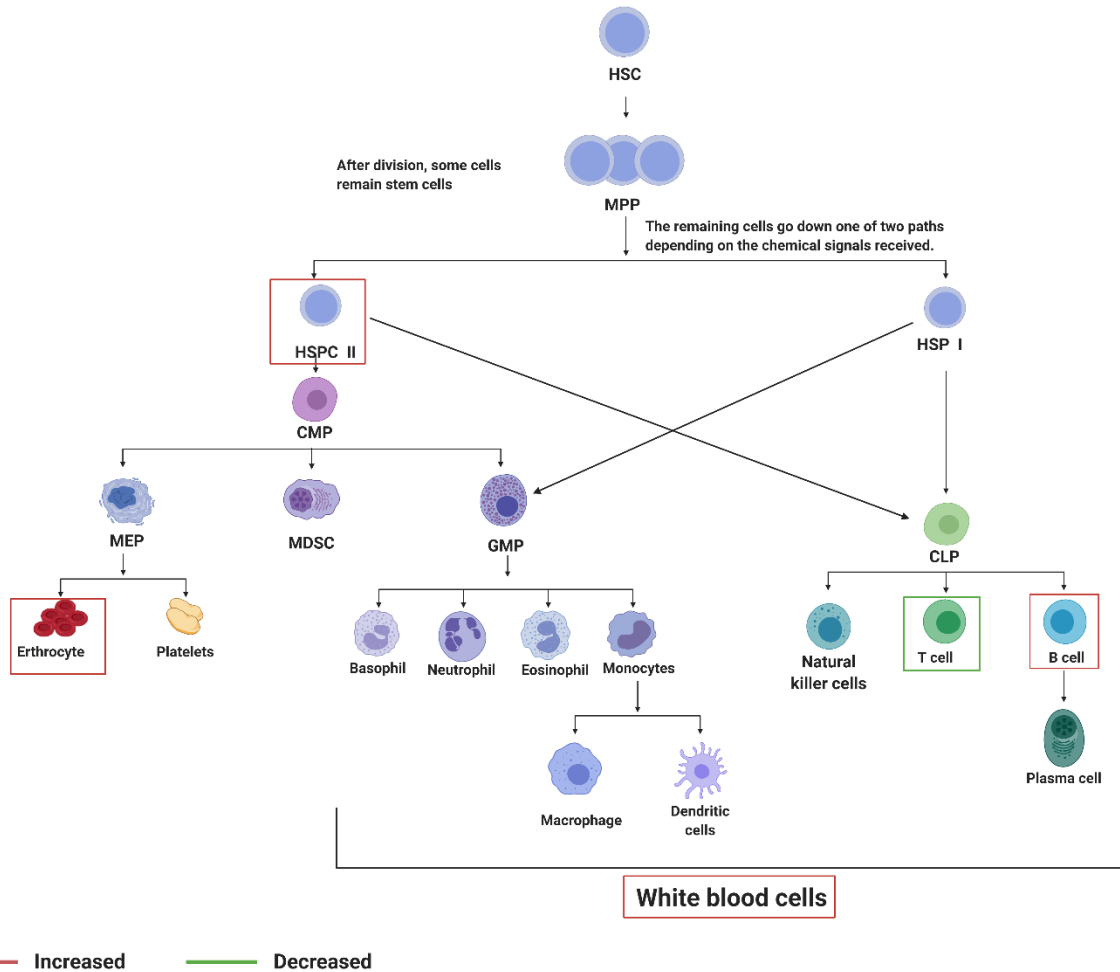 HSC
After division, some cells
remain stem cells
MPP
The remaining cells go down one of two paths
depending on the chemical signals received.
HSPC II
HSP I
CMP
MEP
MDSC
GMP
CLP
Erthrocyte
Platelets
Basophil
Neutrophil
Eosinophil
Monocytes
Natural
killer cells
T cell
B cell
Plasma cell
Macrophage
Dendritic
cells
White blood cells
Increased
Decreased